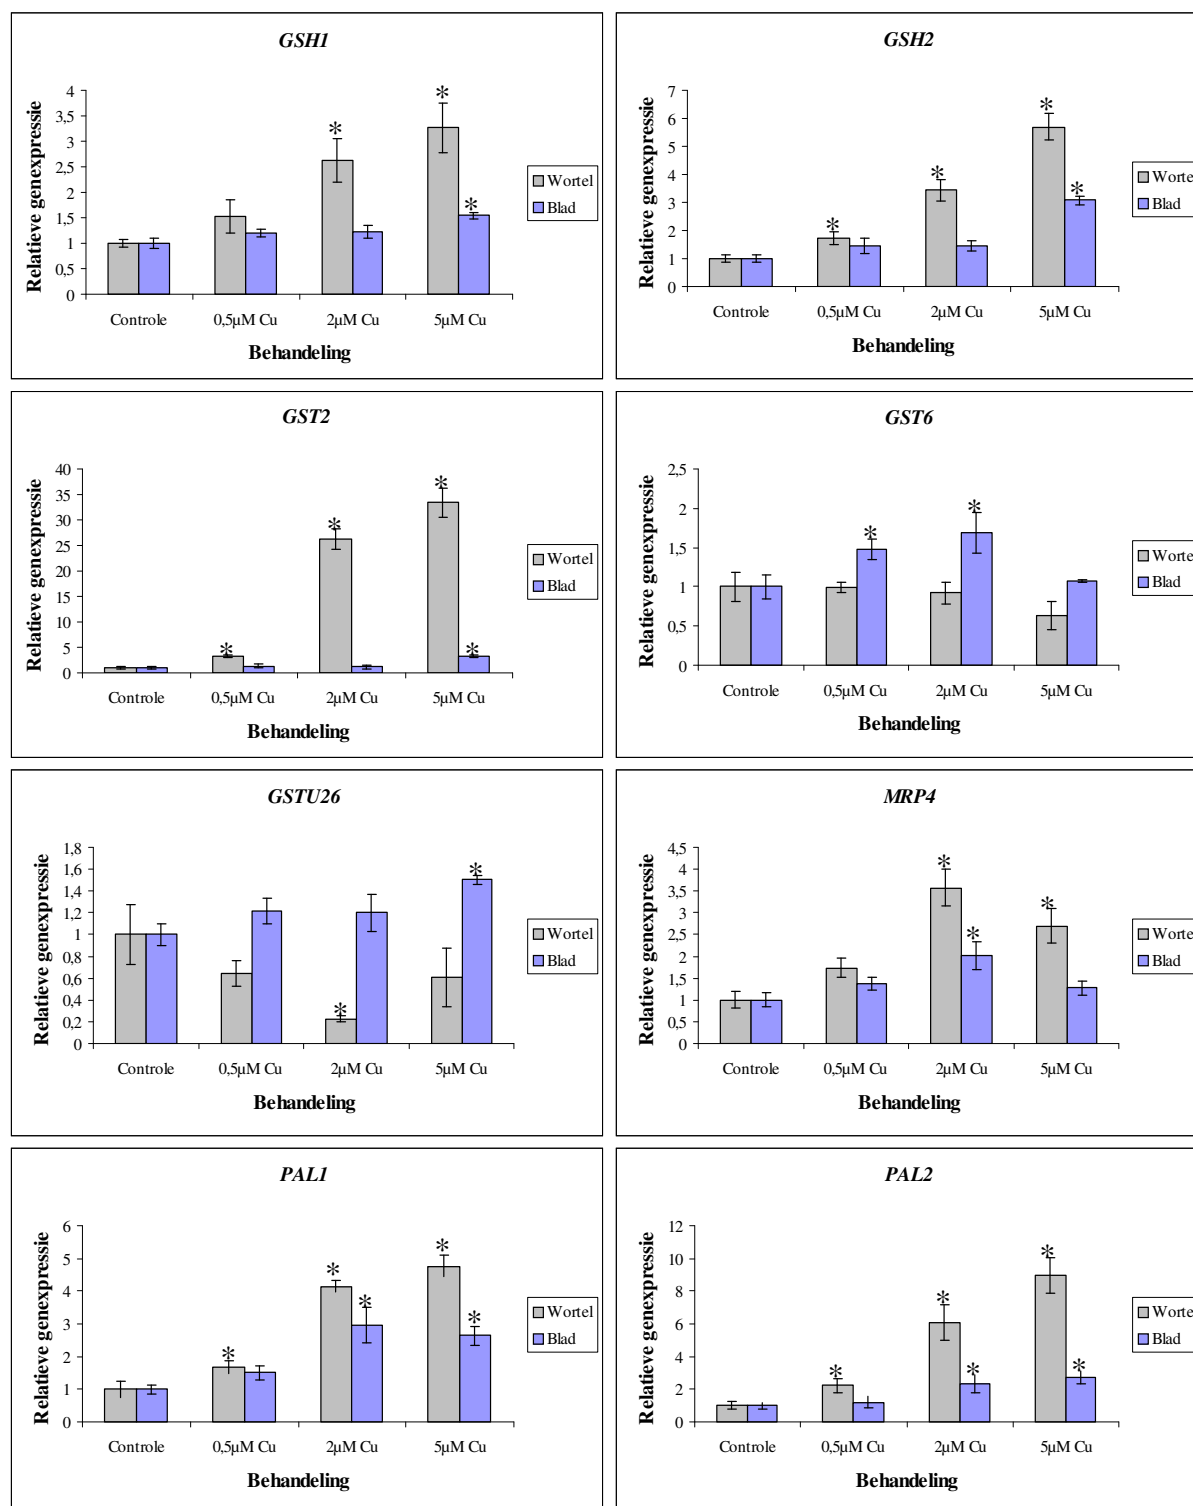 GSH1
Relatieve genexpressie
4
3,5
3
2,5
2
1,5
1
0,5
0
*
*
*
Controle 0,5µM Cu 2µM Cu 5µM Cu
Behandeling
Wortel
Blad
GSH2
Relatieve genexpressie
7
6
5
4
3
2
1
0
*
*
*
*
Controle 0,5µM Cu 2µM Cu 5µM Cu
Behandeling
Wortel
Blad
GST2
Relatieve genexpressie
40
35
30
25
20
15
10
5
0
*
*
*
*
Controle 0,5µM Cu 2µM Cu 5µM Cu
Behandeling
Wortel
Blad
GST6
Relatieve genexpressie
2,5
2
1,5
1
0,5
0
*
*
Controle 0,5µM Cu 2µM Cu 5µM Cu
Behandeling
Wortel
Blad
GSTU26
Relatieve genexpressie
1,8
1,6
1,4
1,2
1
0,8
0,6
0,4
0,2
0
*
*
Controle 0,5µM Cu 2µM Cu 5µM Cu
Behandeling
Wortel
Blad
MRP4
Relatieve genexpressie
4,5
4
3,5
3
2,5
2
1,5
1
0,5
0
*
*
*
Controle 0,5µM Cu 2µM Cu 5µM Cu
Behandeling
Wortel
Blad
PAL1
Relatieve genexpressie
6
5
4
3
2
1
0
*
*
*
*
*
Controle 0,5µM Cu 2µM Cu 5µM Cu
Behandeling
Wortel
Blad
PAL2
Relatieve genexpressie
12
10
8
6
4
2
0
*
*
*
*
*
Controle 0,5µM Cu 2µM Cu 5µM Cu
Behandeling
Wortel
Blad